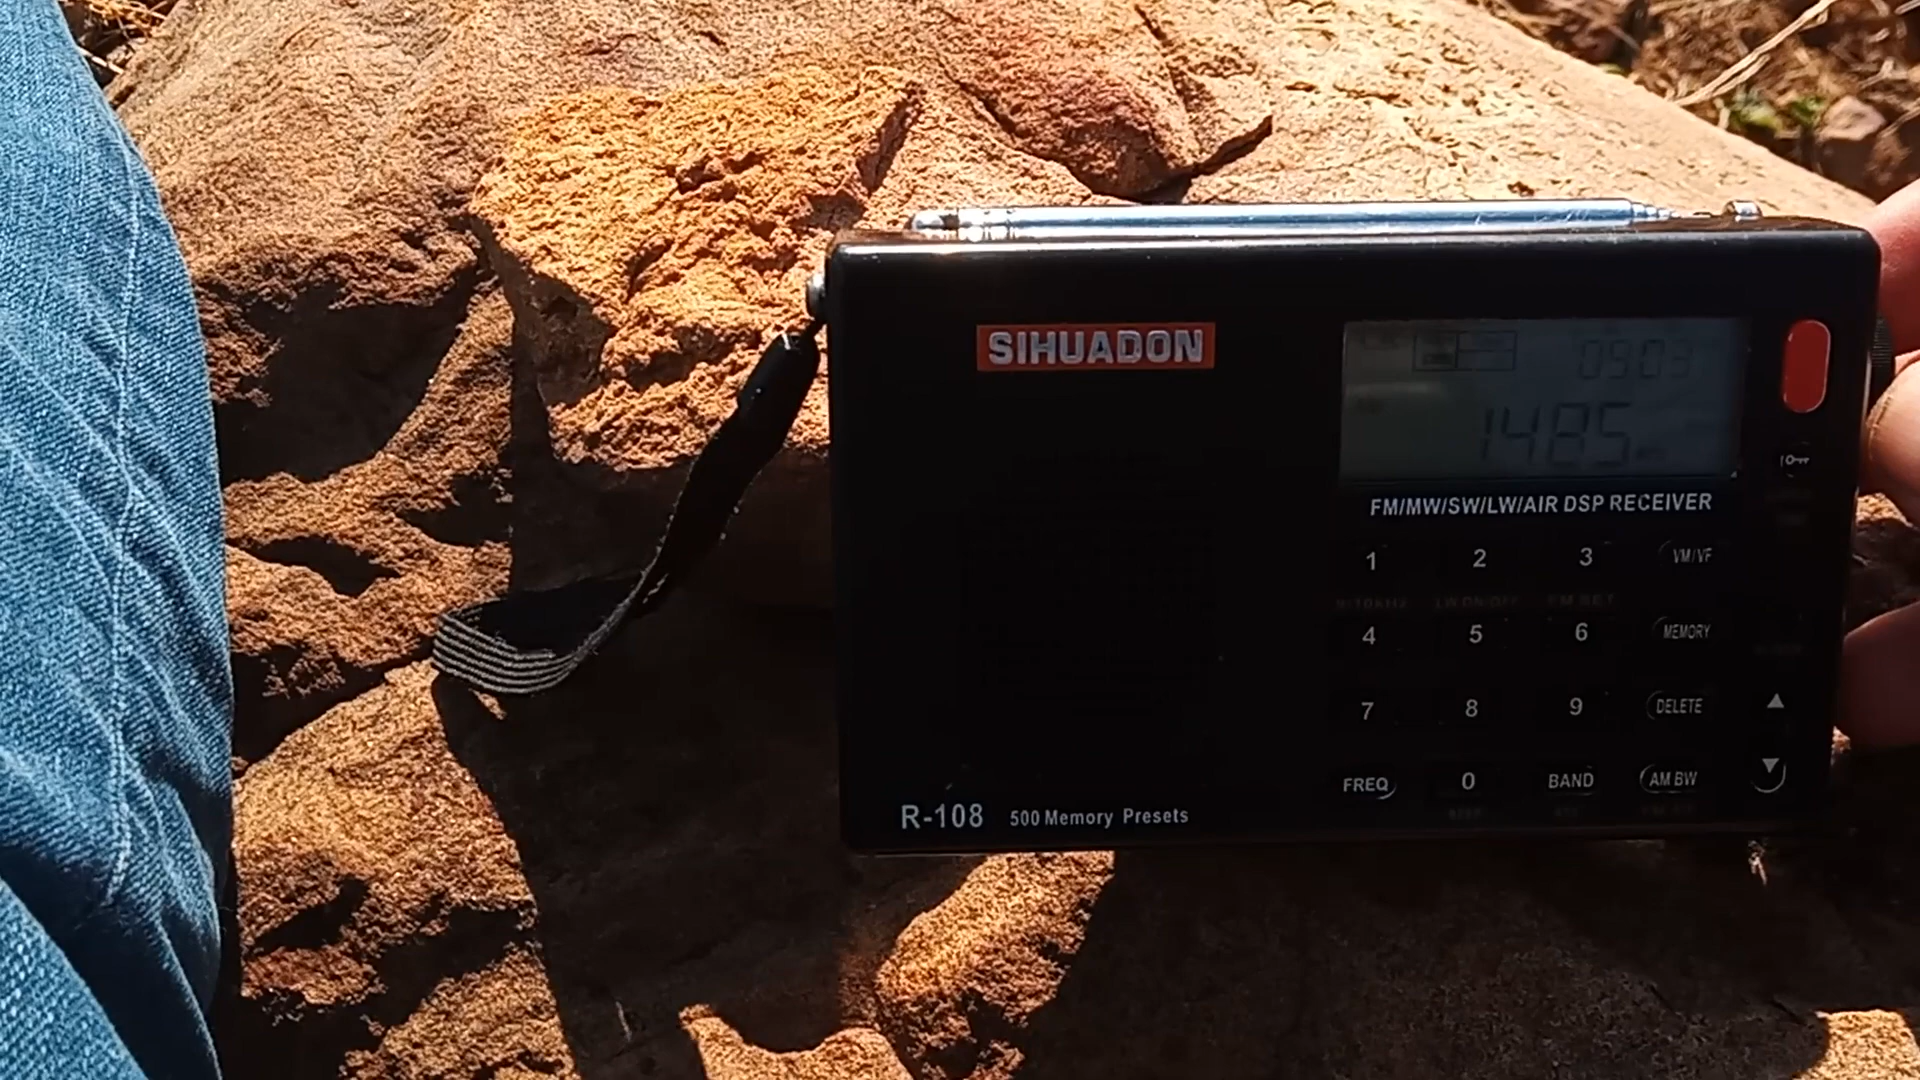 SIHUADON
0903
1485
FM/MW/SW/LW/AIR DSP RECEIVER
1 2 3 VM/VF
4 5 6 MEMORY
7 8 9 DELETE
FREQ 0 BAND AM BW
R-108 500 Memory Presets